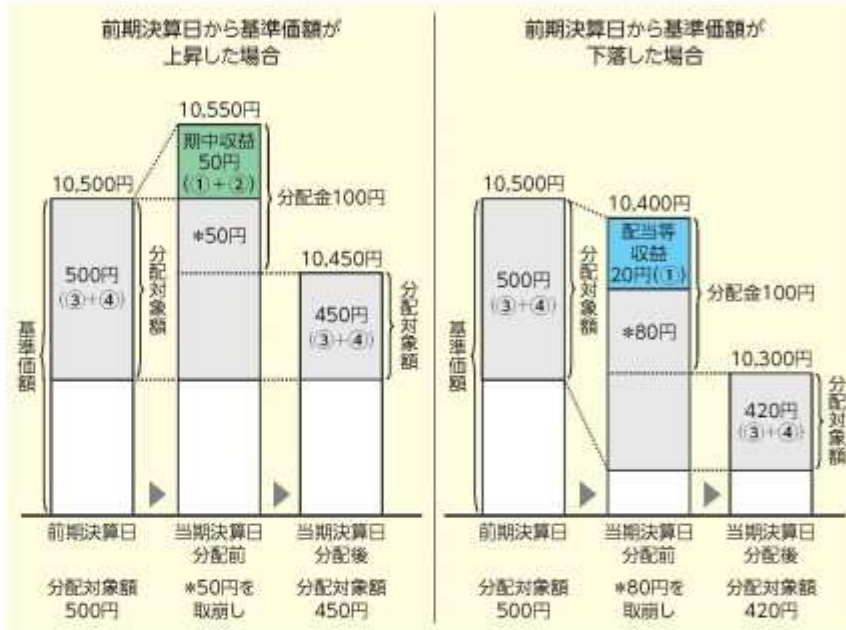 前期決算日から基準価額が
上昇した場合
10,550円
期中収益
50円
(①+②)
10,500円
分配金100円
*50円
10,450円
500円
(③+④)
分配対象額
450円
(③+④)
分配対象額
基準価額
前期決算日
当期決算日
分配前
当期決算日
分配後
分配対象額
500円
*50円を
取崩し
分配対象額
450円
前期決算日から基準価額が
下落した場合
10,500円
10,400円
配当等
収益
20円(①)
分配金100円
500円
(③+④)
分配対象額
*80円
10,300円
420円
(③+④)
分配対象額
基準価額
前期決算日
当期決算日
分配前
当期決算日
分配後
分配対象額
500円
*80円を
取崩し
分配対象額
420円